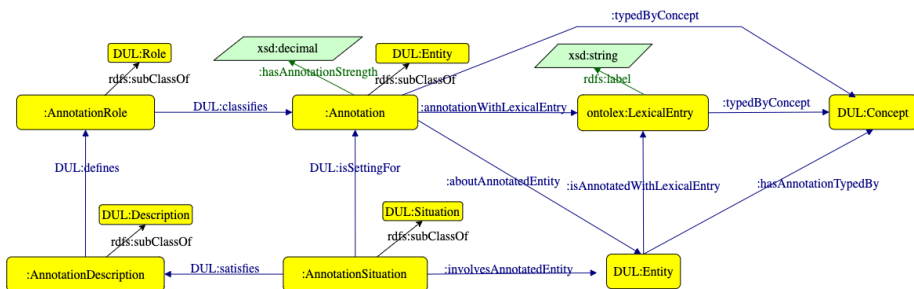 :typedByConcept
DUL:Role
xsd:decimal
DUL:Entity
xsd:string
rdfs:subClassOf
:hasAnnotationStrength
rdfs:subClassOf
rdfs:label
:AnnotationRole
DUL:classifies
:Annotation
:annotationWithLexicalEntry
ontolex:LexicalEntry
:typedByConcept
DUL:Concept
DUL:defines
DUL:isSettingFor
:aboutAnnotatedEntity
:isAnnotatedWithLexicalEntry
:hasAnnotationTypedBy
DUL:Description
DUL:Situation
rdfs:subClassOf
rdfs:subClassOf
:AnnotationDescription
DUL:satisfies
:AnnotationSituation
:involvesAnnotatedEntity
DUL:Entity